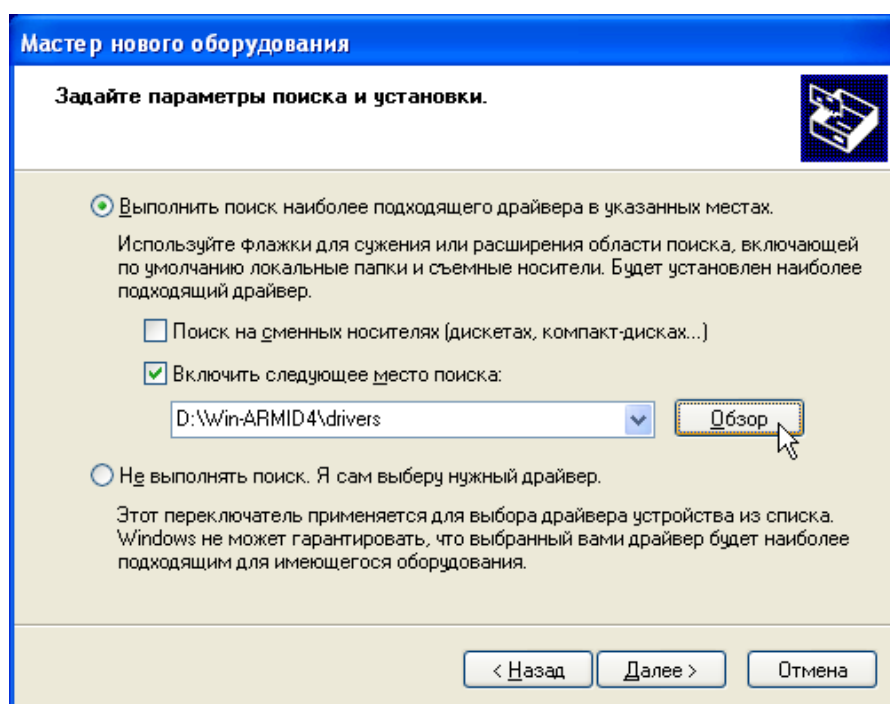 Мастер нового оборудования
Задайте параметры поиска и установки.
Выполнить поиск наиболее подходящего драйвера в указанных местах.
Используйте флажки для сужения или расширения области поиска, включающей
по умолчанию локальные папки и съемные носители. Будет установлен наиболее
подходящий драйвер.
Поиск на сменных носителях (дискетах, компакт-дисках...)
Включить следующее место поиска:
D:\Win-ARMID4\drivers
Обзор
Не выполнять поиск. Я сам выберу нужный драйвер.
Этот переключатель применяется для выбора драйвера устройства из списка.
Windows не может гарантировать, что выбранный вами драйвер будет наиболее
подходящим для имеющегося оборудования.
< Назад Далее > Отмена